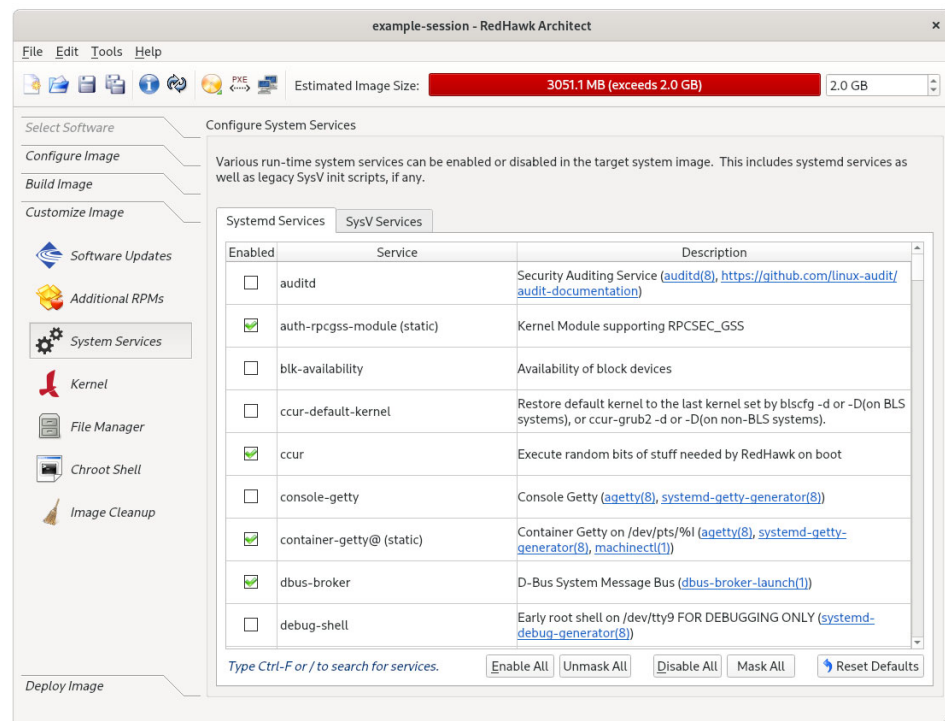 example-session - RedHawk Architect
×
File Edit Tools Help
PXE
Estimated Image Size:
3051.1 MB (exceeds 2.0 GB)
2.0 GB
Select Software
Configure Image
Build Image
Customize Image
Software Updates
Additional RPMs
System Services
Kernel
File Manager
Chroot Shell
Image Cleanup
Deploy Image
Configure System Services
Various run-time system services can be enabled or disabled in the target system image. This includes systemd services as
well as legacy SysV init scripts, if any.
Systemd Services SysV Services
Enabled Service Description
auditd
Security Auditing Service (auditd(8), https://github.com/linux-audit/
audit-documentation)
auth-rpcgss-module (static)
Kernel Module supporting RPCSEC_GSS
blk-availability
Availability of block devices
ccur-default-kernel
Restore default kernel to the last kernel set by blscfg -d or -D(on BLS
systems), or ccur-grub2 -d or -D(on non-BLS systems).
ccur
Execute random bits of stuff needed by RedHawk on boot
console-getty
Console Getty (agetty(8), systemd-getty-generator(8))
container-getty@ (static)
Container Getty on /dev/pts/%I (agetty(8), systemd-getty-
generator(8), machinectl(1))
dbus-broker
D-Bus System Message Bus (dbus-broker-launch(1))
debug-shell
Early root shell on /dev/tty9 FOR DEBUGGING ONLY (systemd-
debug-generator(8))
Type Ctrl-F or / to search for services.
Enable All Unmask All Disable All Mask All Reset Defaults